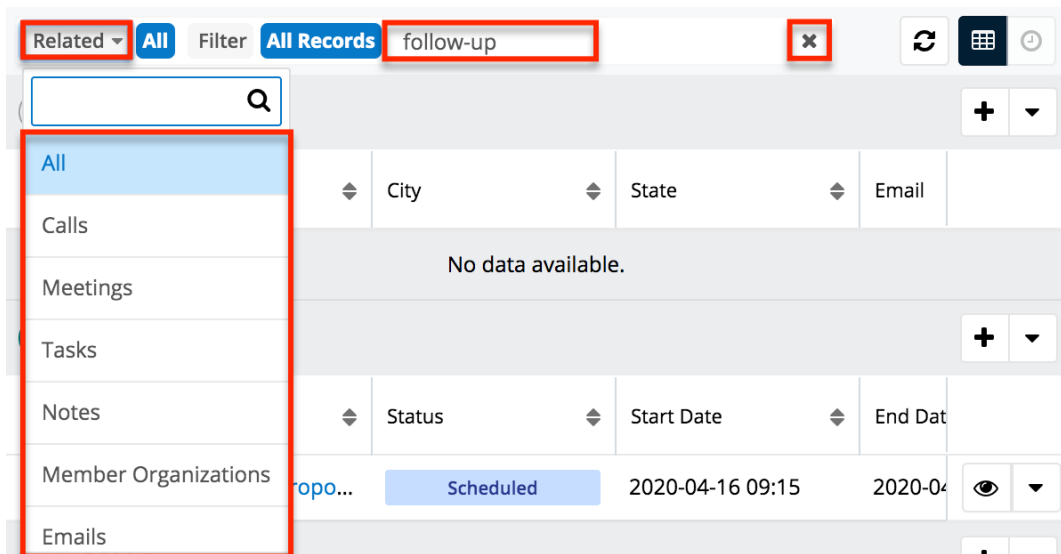 Related All Filter All Records follow-up
All
City State Email
Calls
No data available.
Meetings
Tasks
Notes
Status Start Date End Dat
Member Organizations
ropo... Scheduled 2020-04-16 09:15 2020-04
Emails